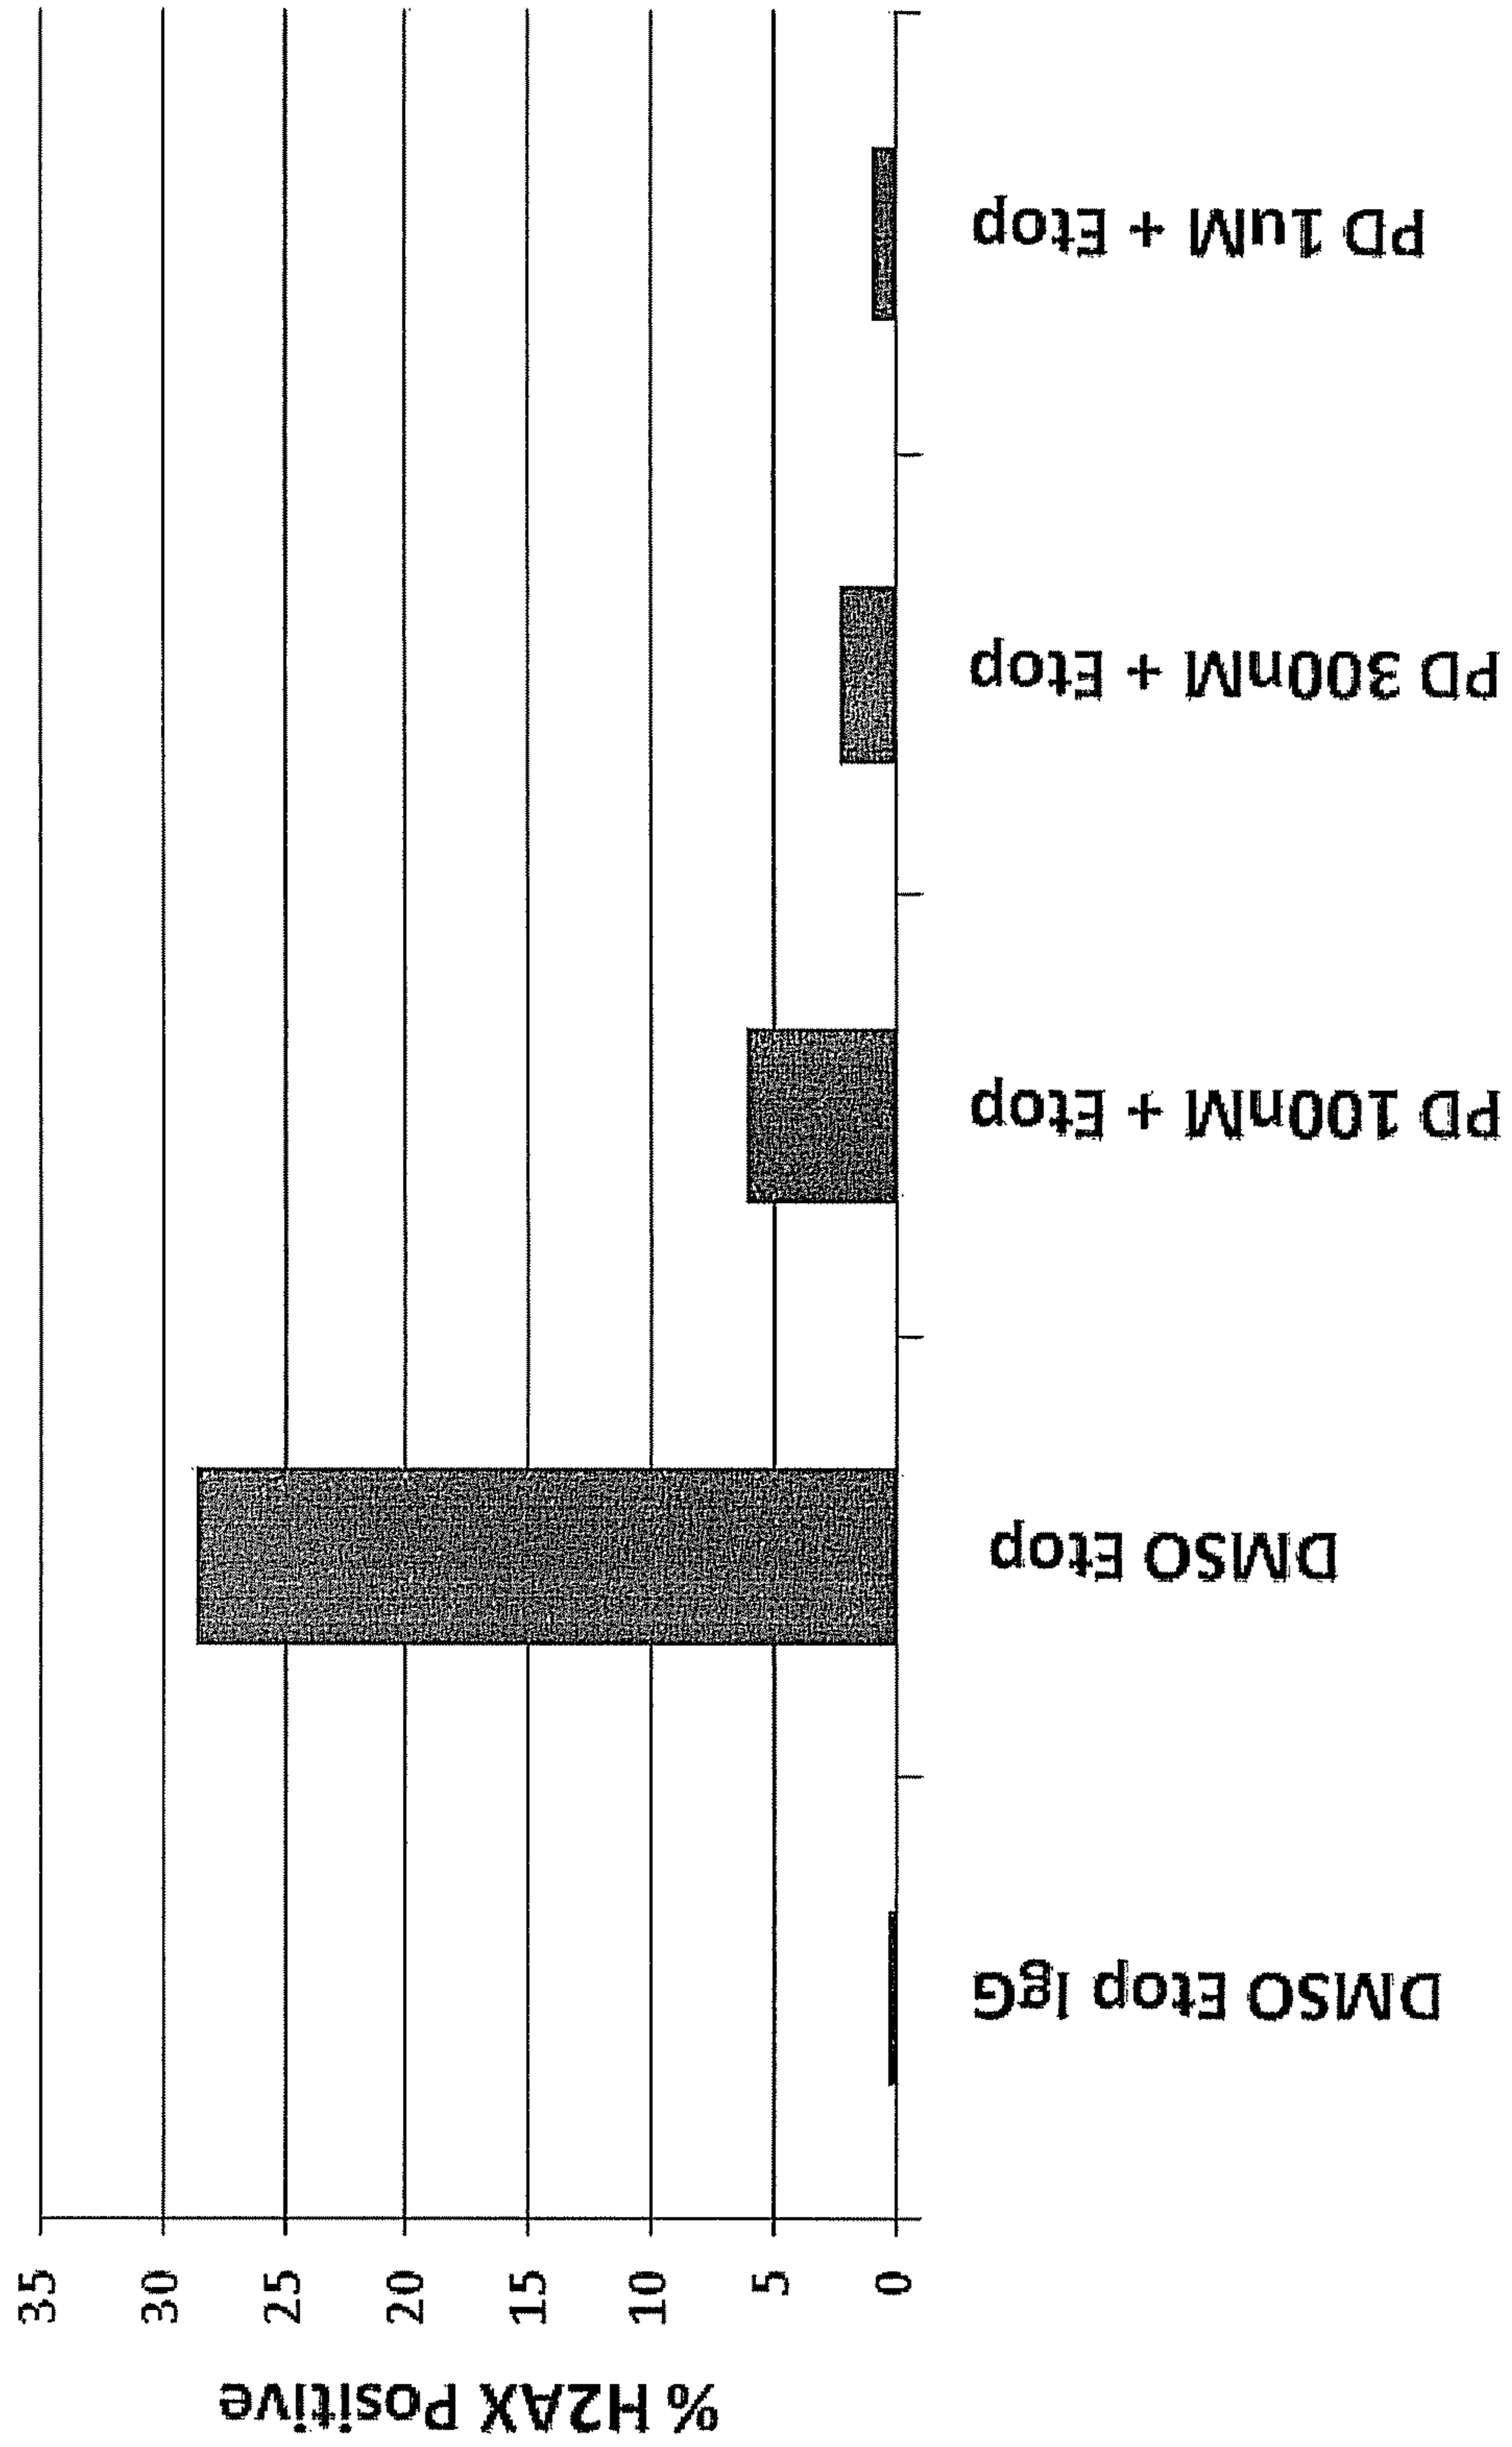 % H2AX Positive
35
30
25
20
15
10
5
0
DMSO Etop IgG
DMSO Etop
PD 100nM + Etop
PD 300nM + Etop
PD 1uM + Etop